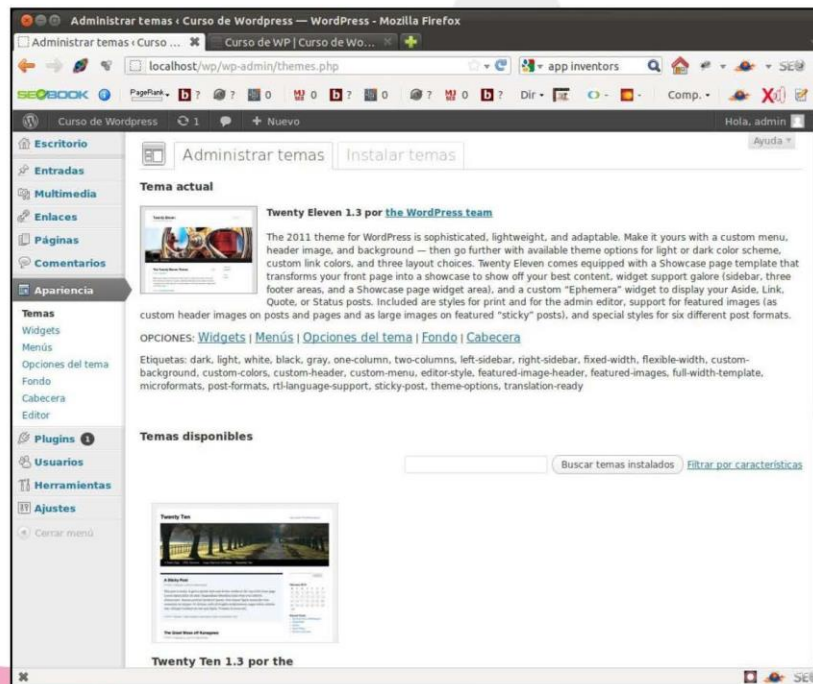 Administrar temas ‹ Curso de Wordpress — WordPress - Mozilla Firefox
Administrar temas ‹ Curso ...
Curso de WP | Curso de Wo...
localhost/wp/wp-admin/themes.php
app inventors
SEOBOOK
PageRank
? ? 0 0 ? 0 ? 0 ? Dir
Comp.
Curso de Wordpress 1 + Nuevo Hola, admin
Escritorio
Entradas
Multimedia
Enlaces
Páginas
Comentarios
Apariencia
Temas
Widgets
Menús
Opciones del tema
Fondo
Cabecera
Editor
Plugins 1
Usuarios
Herramientas
Ajustes
Cerrar menú
Ayuda
Administrar temas Instalar temas
Tema actual
Twenty Eleven 1.3 por the WordPress team
The 2011 theme for WordPress is sophisticated, lightweight, and adaptable. Make it yours with a custom menu,
header image, and background — then go further with available theme options for light or dark color scheme,
custom link colors, and three layout choices. Twenty Eleven comes equipped with a Showcase page template that
transforms your front page into a showcase to show off your best content, widget support galore (sidebar, three
footer areas, and a Showcase page widget area), and a custom "Ephemera" widget to display your Aside, Link,
Quote, or Status posts. Included are styles for print and for the admin editor, support for featured images (as
custom header images on posts and pages and as large images on featured "sticky" posts), and special styles for six different post formats.
OPCIONES: Widgets | Menús | Opciones del tema | Fondo | Cabecera
Etiquetas: dark, light, white, black, gray, one-column, two-columns, left-sidebar, right-sidebar, fixed-width, flexible-width, custom-
background, custom-colors, custom-header, custom-menu, editor-style, featured-image-header, featured-images, full-width-template,
microformats, post-formats, rtl-language-support, sticky-post, theme-options, translation-ready
Temas disponibles
Buscar temas instalados Filtrar por características
Twenty Ten
A Sticky Post
The Great Wave off Kanagawa
Twenty Ten 1.3 por the